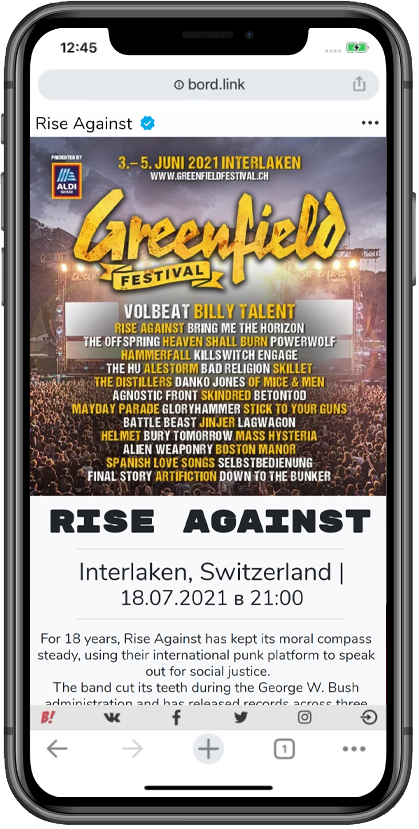 12:45
bord.link
Rise Against
PRESENTED BY
ALDI
SUISSE
3.– 5. JUNI 2021 INTERLAKEN
WWW.GREENFIELDFESTIVAL.CH
Greenfield
FESTIVAL
VOLBEAT BILLY TALENT
RISE AGAINST BRING ME THE HORIZON
THE OFFSPRING HEAVEN SHALL BURN POWERWOLF
HAMMERFALL KILLSWITCH ENGAGE
THE HU ALESTORM BAD RELIGION SKILLET
THE DISTILLERS DANKO JONES OF MICE & MEN
AGNOSTIC FRONT SKINDRED BETONTOD
MAYDAY PARADE GLORYHAMMER STICK TO YOUR GUNS
BATTLE BEAST JINJER LAGWAGON
HELMET BURY TOMORROW MASS HYSTERIA
ALIEN WEAPONRY BOSTON MANOR
SPANISH LOVE SONGS SELBSTBEDIENUNG
FINAL STORY ARTIFICTION DOWN TO THE BUNKER
RISE AGAINST
Interlaken, Switzerland |
18.07.2021 в 21:00
For 18 years, Rise Against has kept its moral compass
steady, using their international punk platform to speak
out for social justice.
The band cut its teeth during the George W. Bush
administration and has released records across three
B!
1